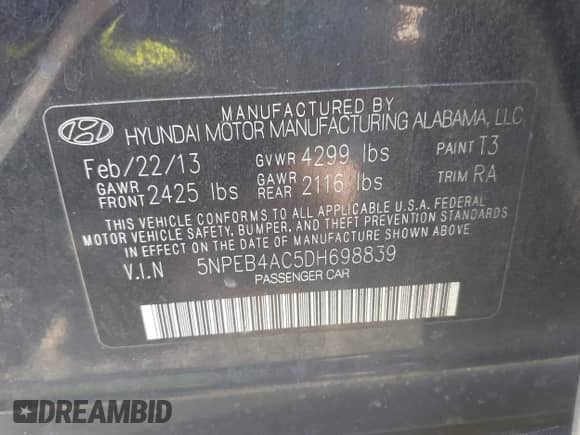 MANUFACTURED BY
HYUNDAI MOTOR MANUFACTURING ALABAMA, LLC
Feb/22/13 GVWR 4299 lbs PAINT T3
GAWR FRONT 2425 lbs GAWR REAR 2116 lbs TRIM RA
THIS VEHICLE CONFORMS TO ALL APPLICABLE U.S.A. FEDERAL
MOTOR VEHICLE SAFETY, BUMPER, AND THEFT PREVENTION STANDARDS
IN EFFECT ON THE DATE OF MANUFACTURE SHOWN ABOVE.
V.I.N 5NPEB4AC5DH698839
PASSENGER CAR
DREAMBID